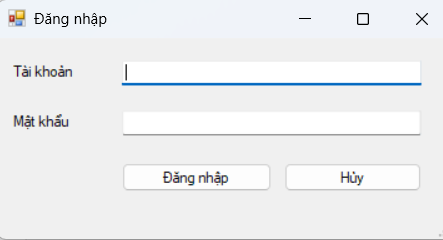 Đăng nhập
Tài khoản
Mật khẩu
Đăng nhập Hủy